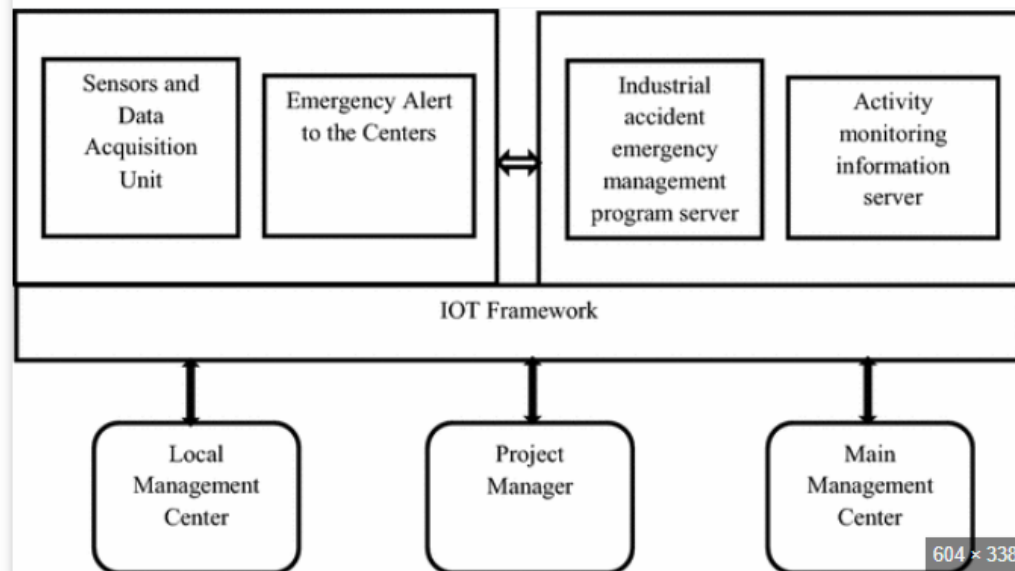 Sensors and
Data
Acquisition
Unit
Emergency Alert
to the Centers
Industrial
accident
emergency
management
program server
Activity
monitoring
information
server
IOT Framework
Local
Management
Center
Project
Manager
Main
Management
Center
604 × 338